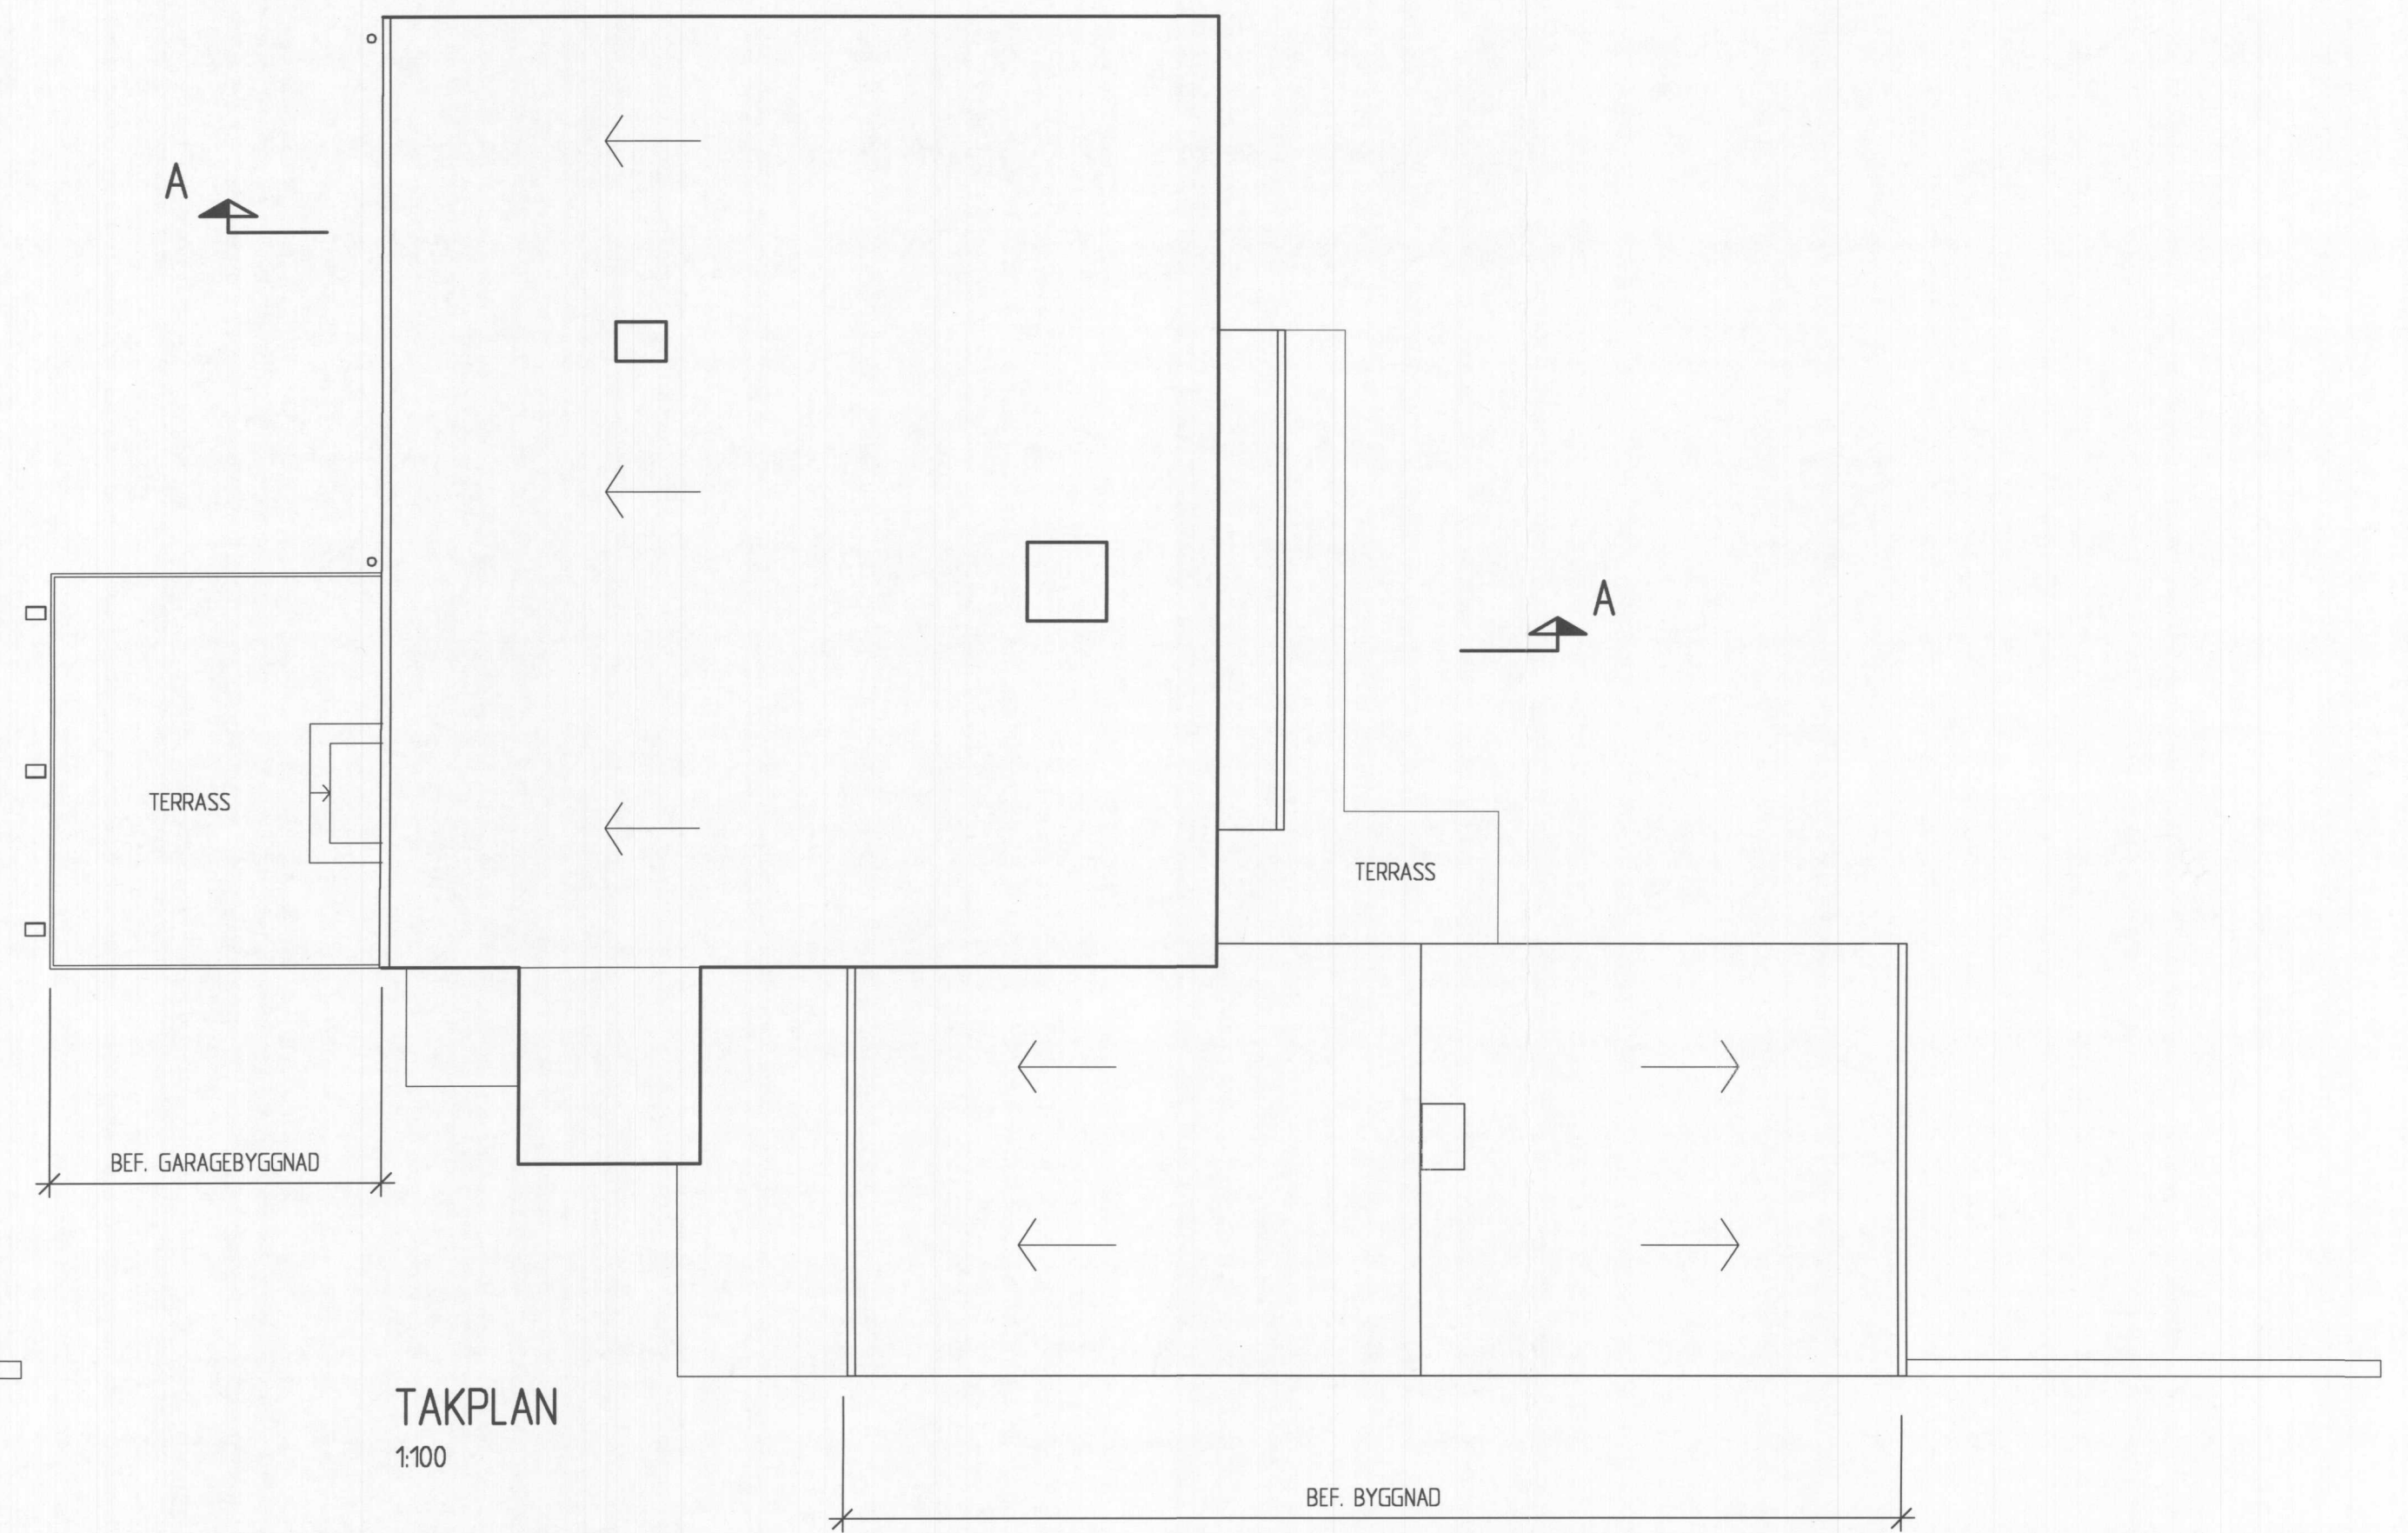 A
A
TERRASS
TERRASS
BEF. GARAGEBYGGNAD
TAKPLAN
1:100
BEF. BYGGNAD